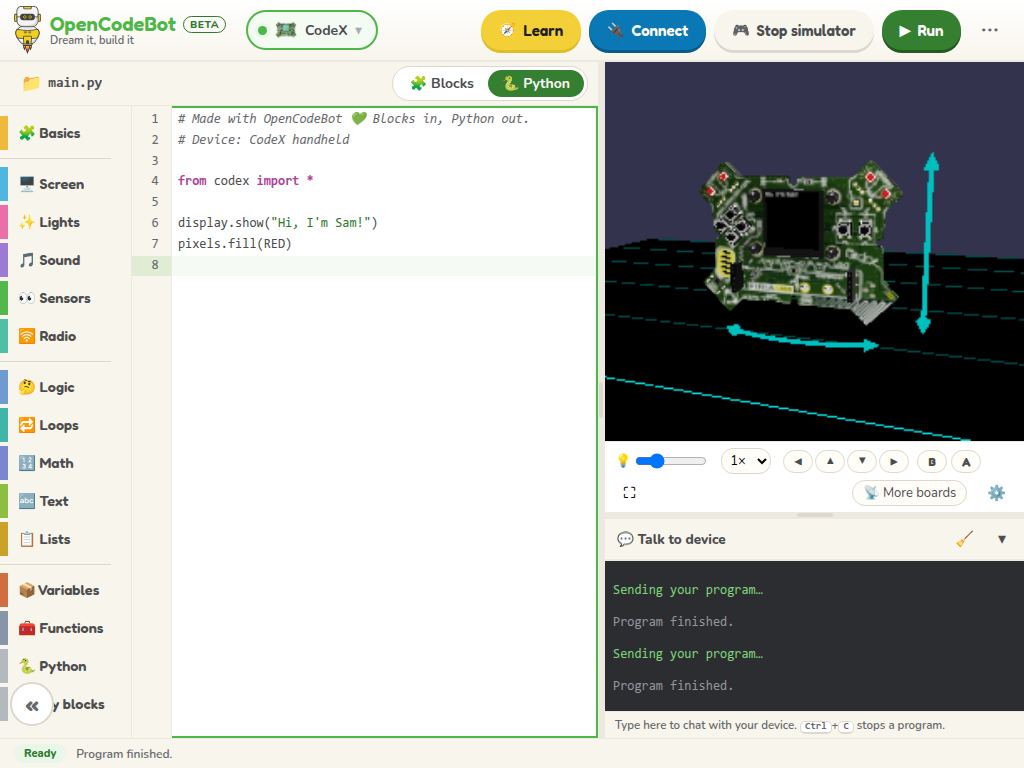 OpenCodeBot BETA
Dream it, build it
CodeX
Learn
Connect
Stop simulator
Run
main.py
Blocks
Python
Basics
Screen
Lights
Sound
Sensors
Radio
Logic
Loops
Math
Text
Lists
Variables
Functions
Python
y blocks
1 # Made with OpenCodeBot 💚 Blocks in, Python out.
2 # Device: CodeX handheld
3
4 from codex import *
5
6 display.show("Hi, I'm Sam!")
7 pixels.fill(RED)
8
1×
B
A
More boards
Talk to device
Sending your program…
Program finished.
Sending your program…
Program finished.
Type here to chat with your device. Ctrl+C stops a program.
Ready Program finished.